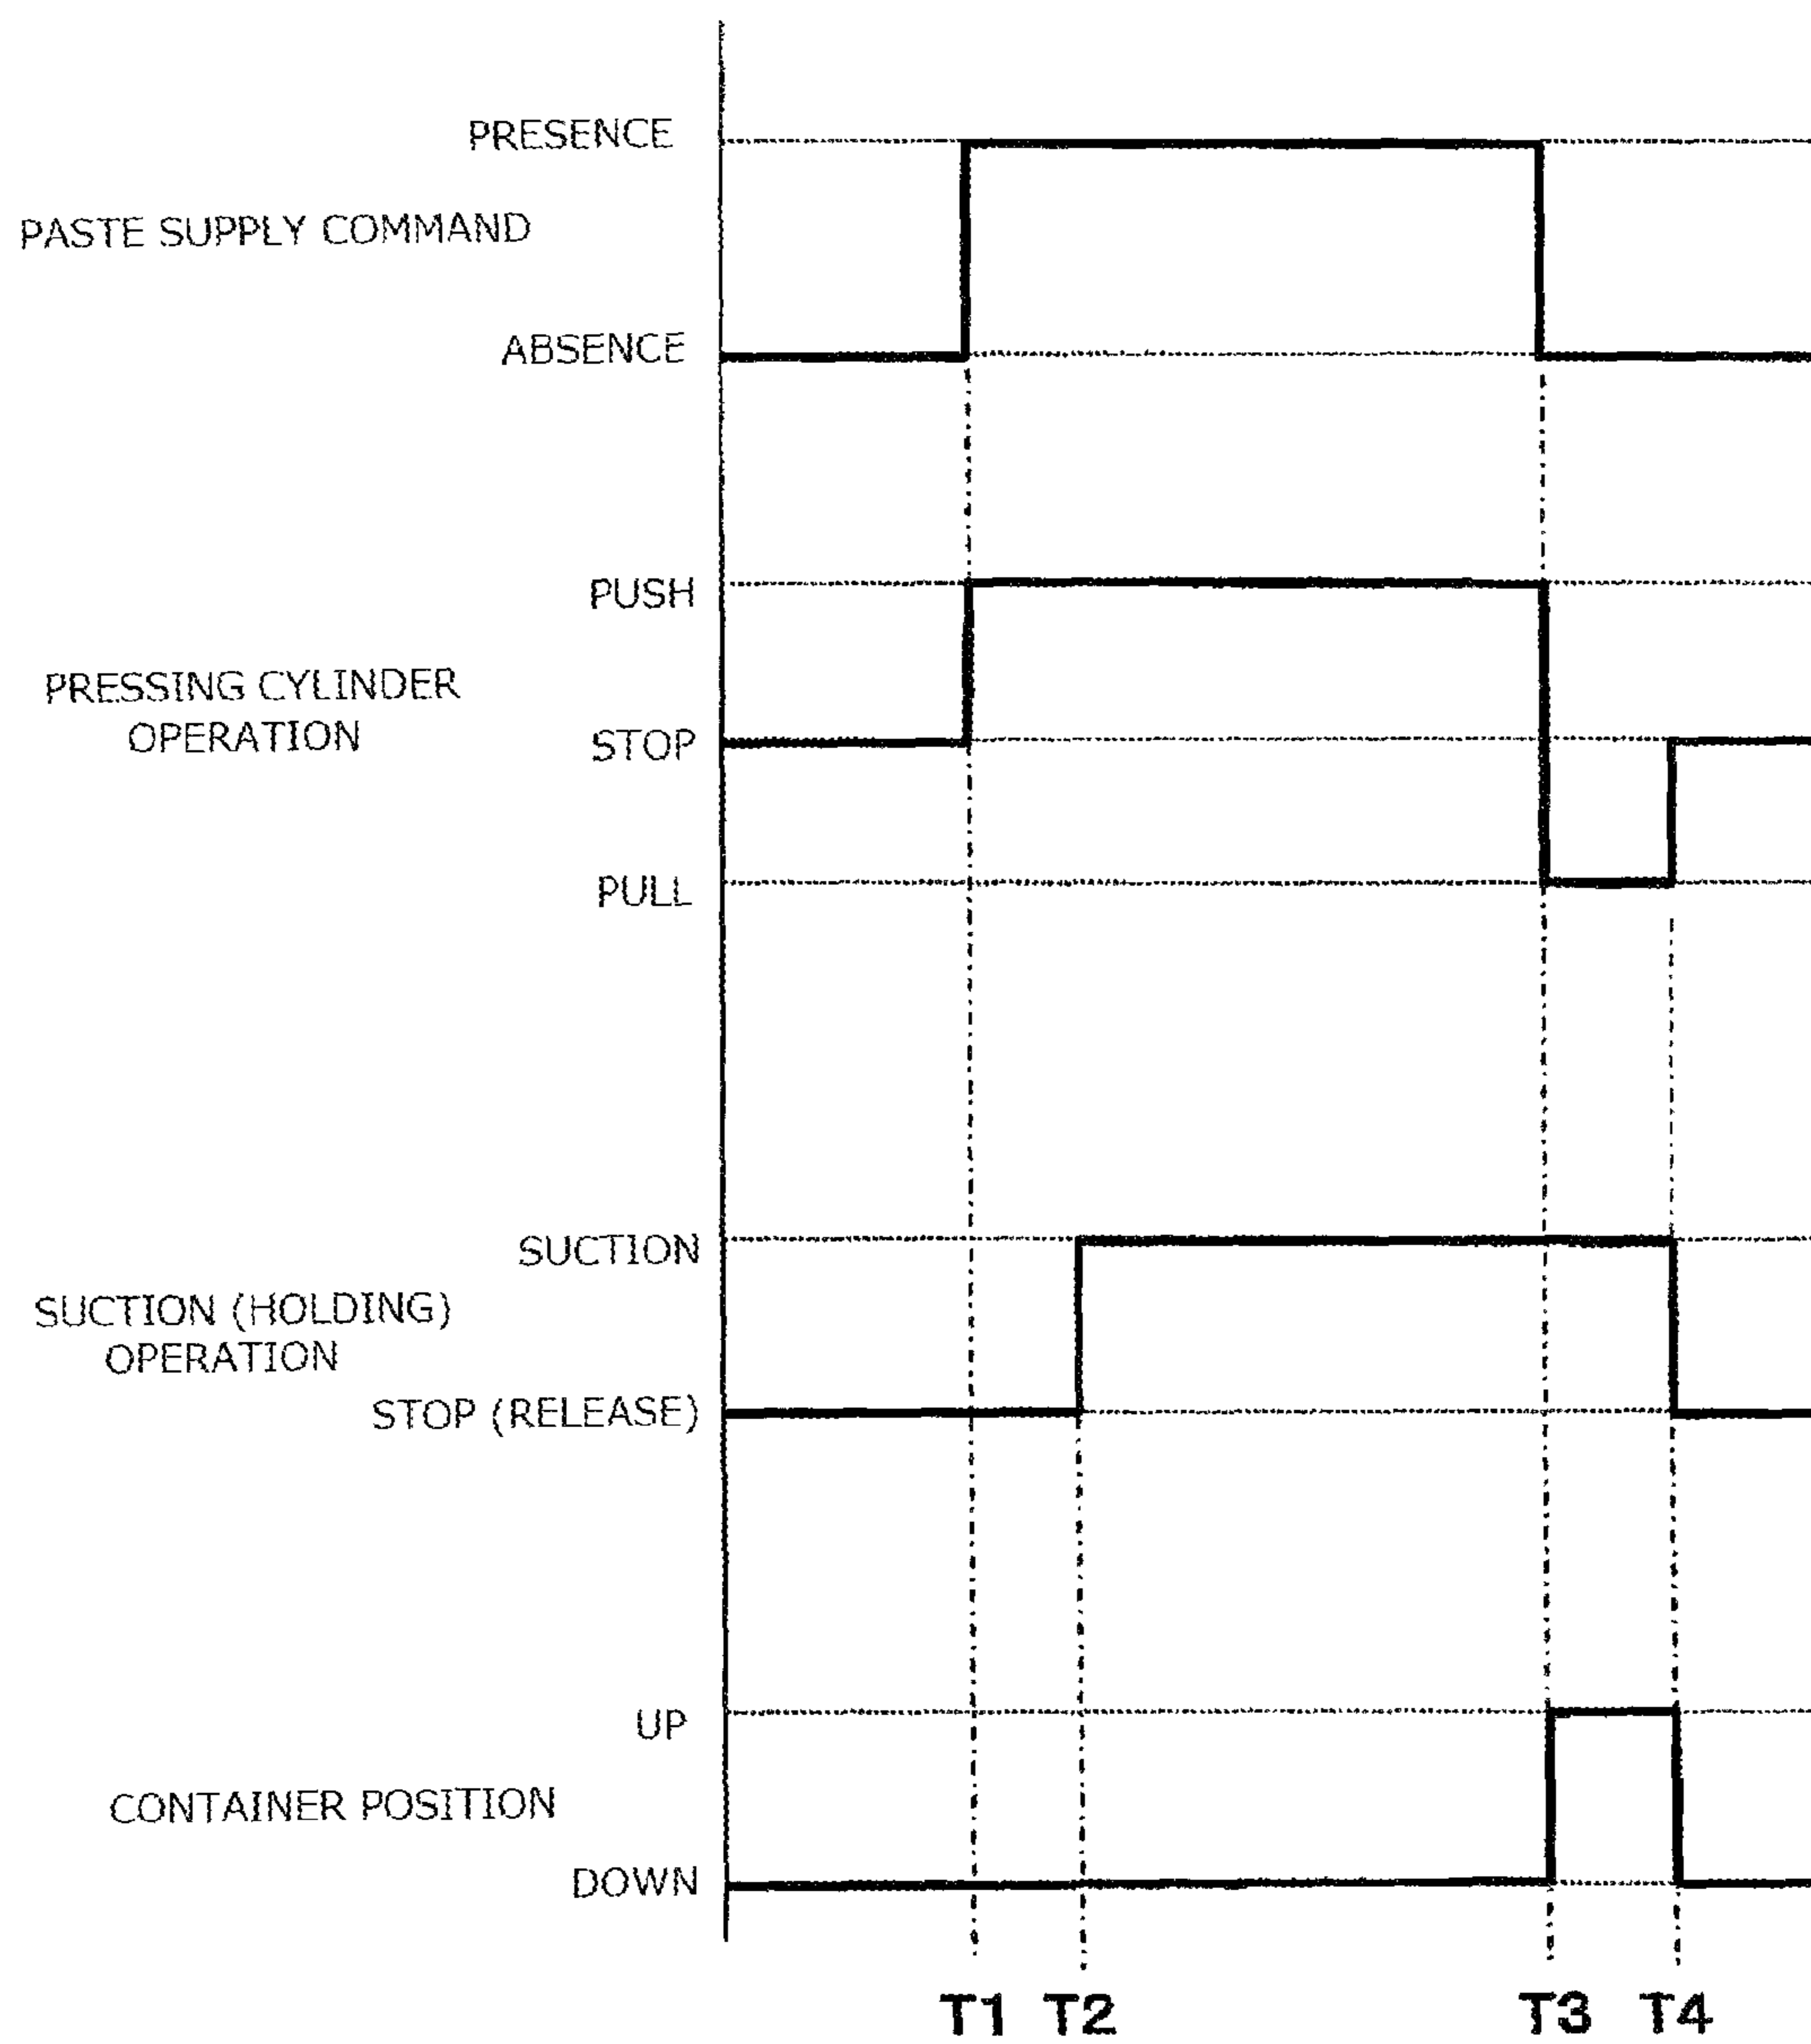 PRESENCE
PASTE SUPPLY COMMAND
ABSENCE
PUSH
PRESSING CYLINDER
OPERATION
STOP
PULL
SUCTION
SUCTION (HOLDING)
OPERATION
STOP (RELEASE)
UP
CONTAINER POSITION
DOWN
T1 T2 T3 T4